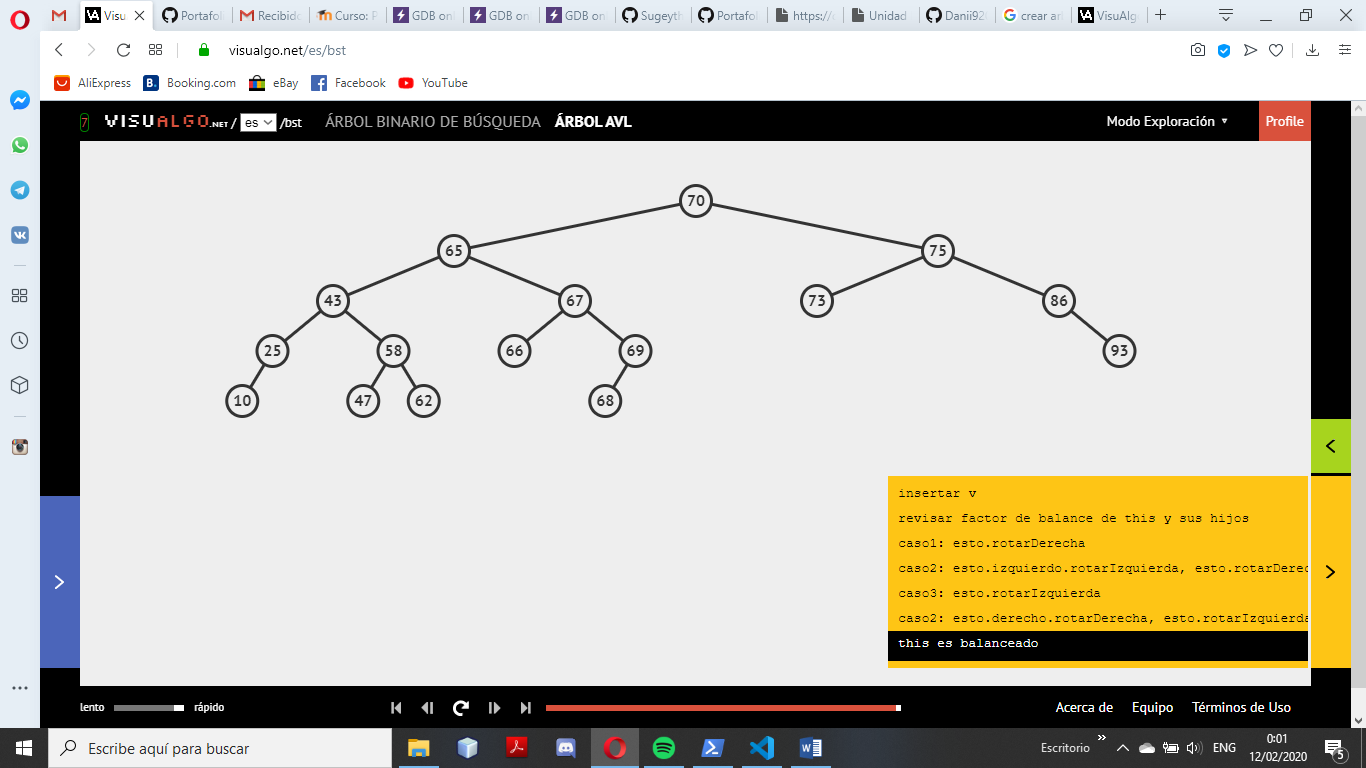 Visu
Portafol
Recibido
Curso: P
GDB onl
GDB on
GDB on
Sugeyth
Portafol
https://
Unidad
Danii92
crear ar
VisuAlg
visualgo.net/es/bst
AliExpress
Booking.com
eBay
Facebook
YouTube
7 VISUALGO.NET / es /bst ÁRBOL BINARIO DE BÚSQUEDA ÁRBOL AVL Modo Exploración ▼ Profile
70
65 75
43 67 73 86
25 58 66 69 93
10 47 62 68
insertar v
revisar factor de balance de this y sus hijos
caso1: esto.rotarDerecha
caso2: esto.izquierdo.rotarIzquierda, esto.rotarDerec
caso3: esto.rotarIzquierda
caso2: esto.derecho.rotarDerecha, esto.rotarIzquierda
this es balanceado
lento rápido Acerca de Equipo Términos de Uso
Escribe aquí para buscar
Escritorio
ENG
0:01
12/02/2020
5